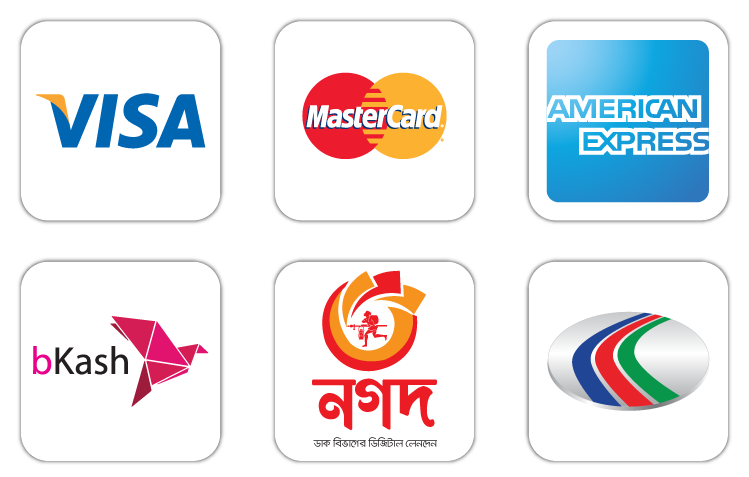 VISA
MasterCard
AMERICAN
EXPRESS
bKash
নগদ
ডাক বিভাগের ডিজিটাল লেনদেন